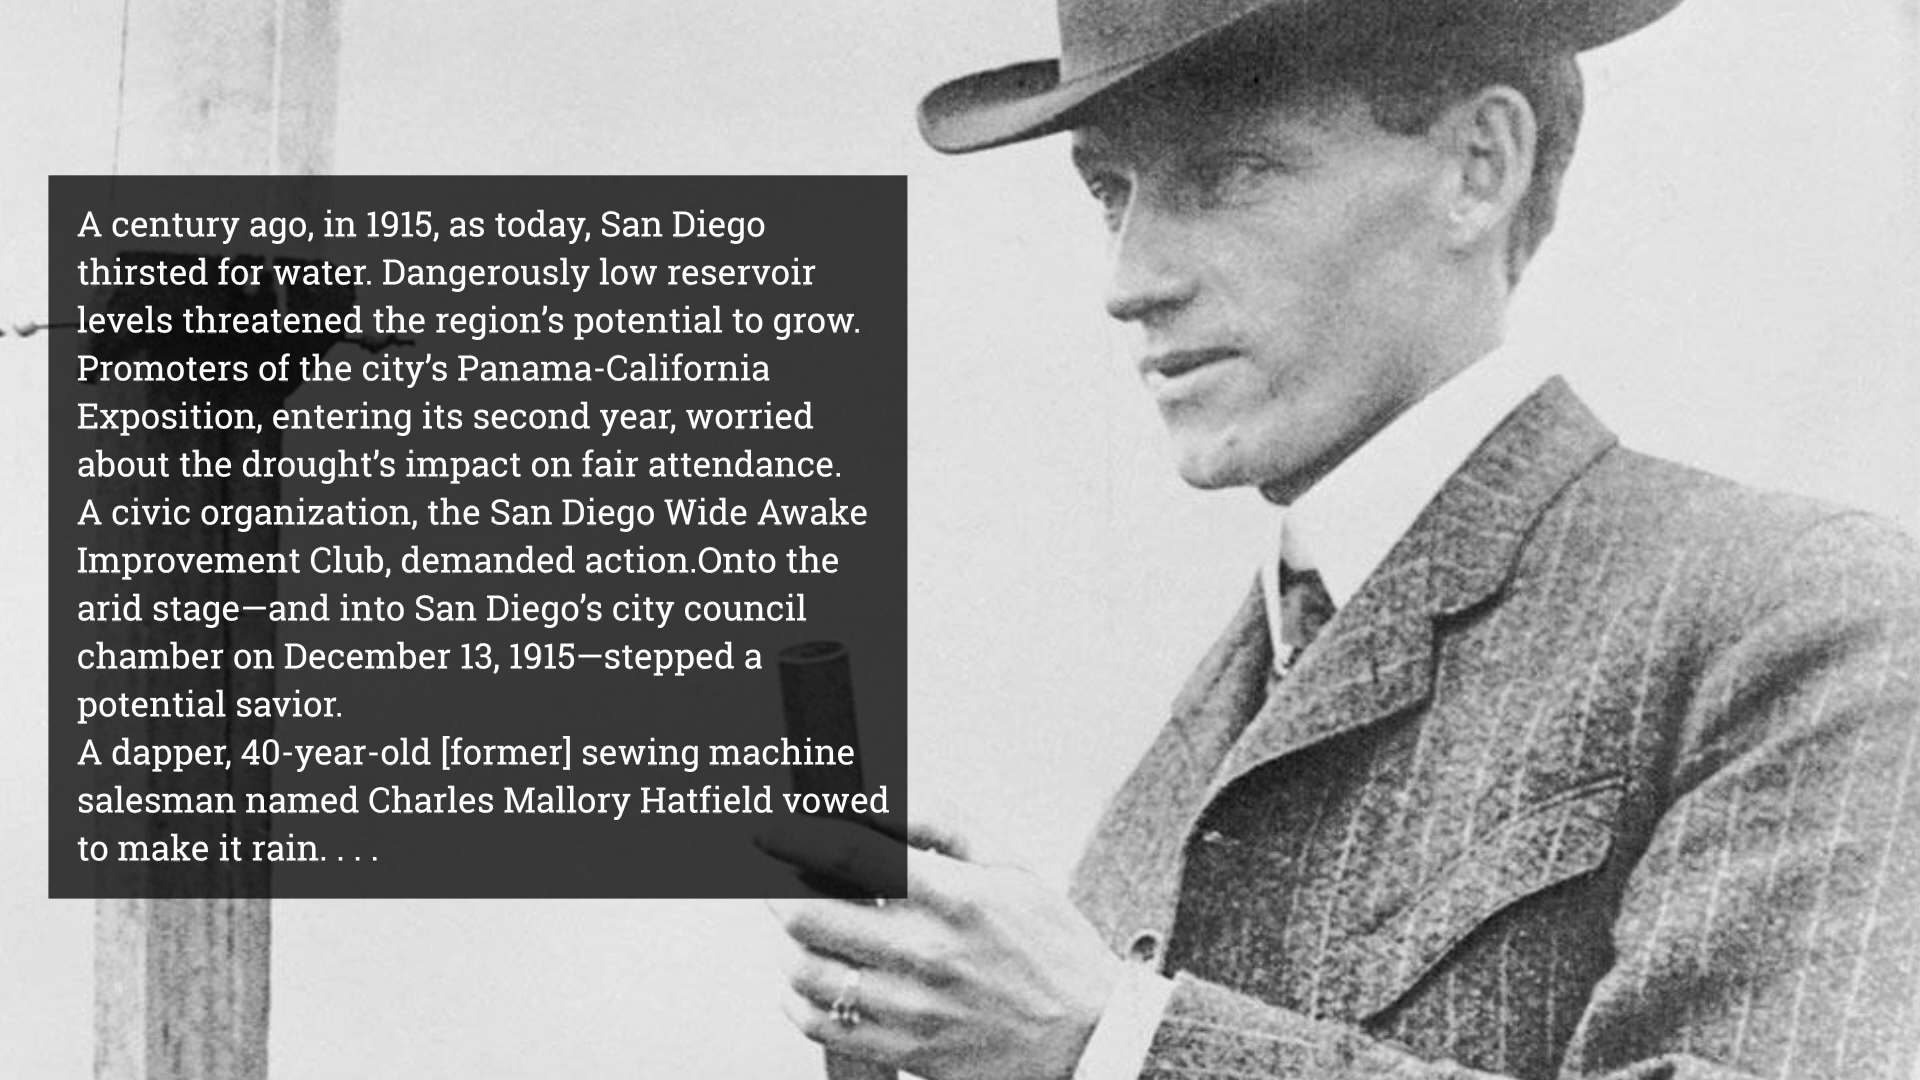 A century ago, in 1915, as today, San Diego
thirsted for water. Dangerously low reservoir
levels threatened the region’s potential to grow.
Promoters of the city’s Panama-California
Exposition, entering its second year, worried
about the drought’s impact on fair attendance.
A civic organization, the San Diego Wide Awake
Improvement Club, demanded action.Onto the
arid stage—and into San Diego’s city council
chamber on December 13, 1915—stepped a
potential savior.
A dapper, 40-year-old [former] sewing machine
salesman named Charles Mallory Hatfield vowed
to make it rain. . . .